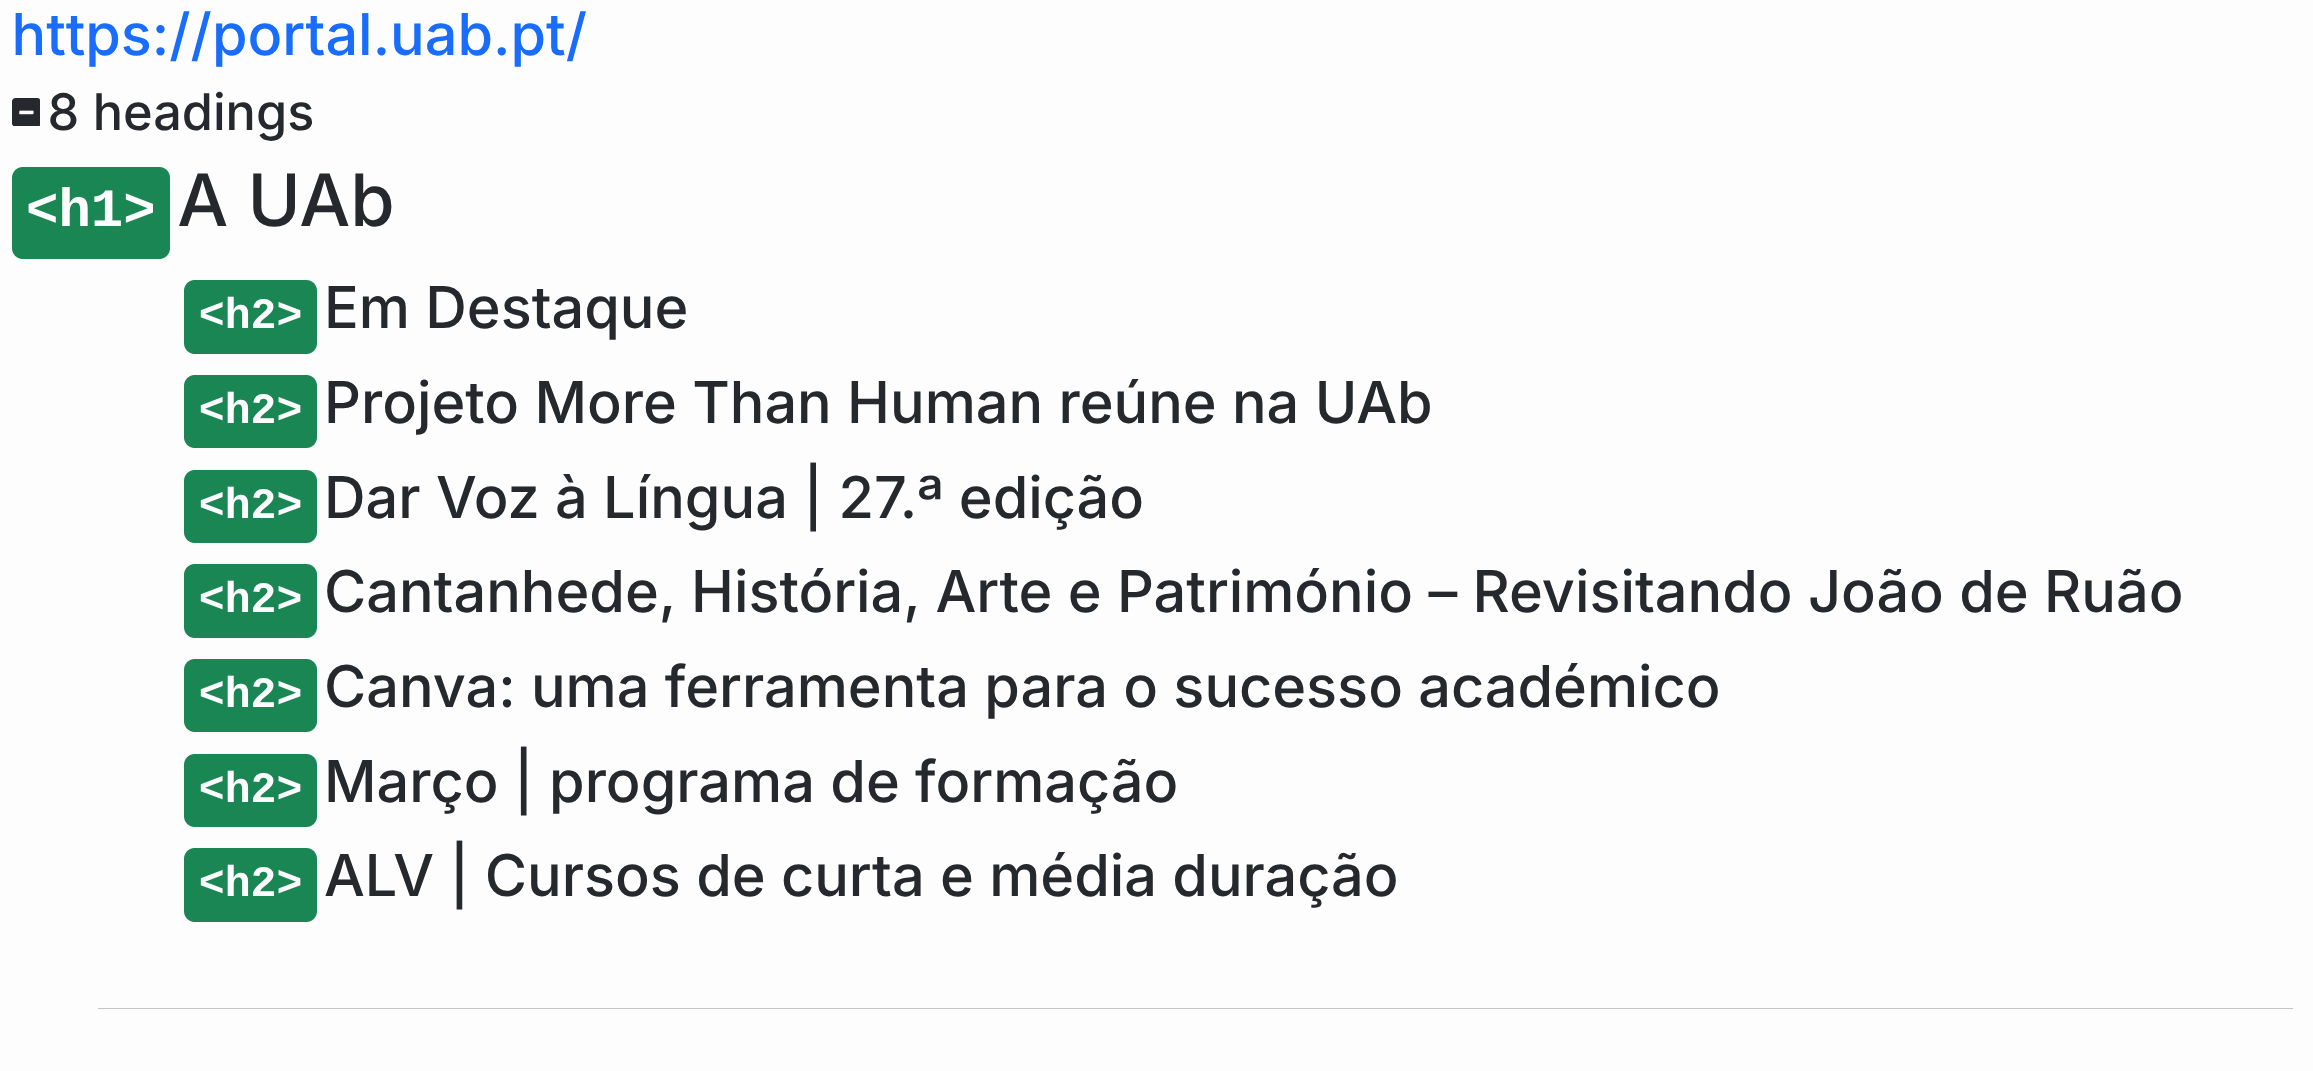 https://portal.uab.pt/
8 headings
<h1> A UAb
<h2> Em Destaque
<h2> Projeto More Than Human reúne na UAb
<h2> Dar Voz à Língua | 27.ª edição
<h2> Cantanhede, História, Arte e Património – Revisitando João de Ruão
<h2> Canva: uma ferramenta para o sucesso académico
<h2> Março | programa de formação
<h2> ALV | Cursos de curta e média duração